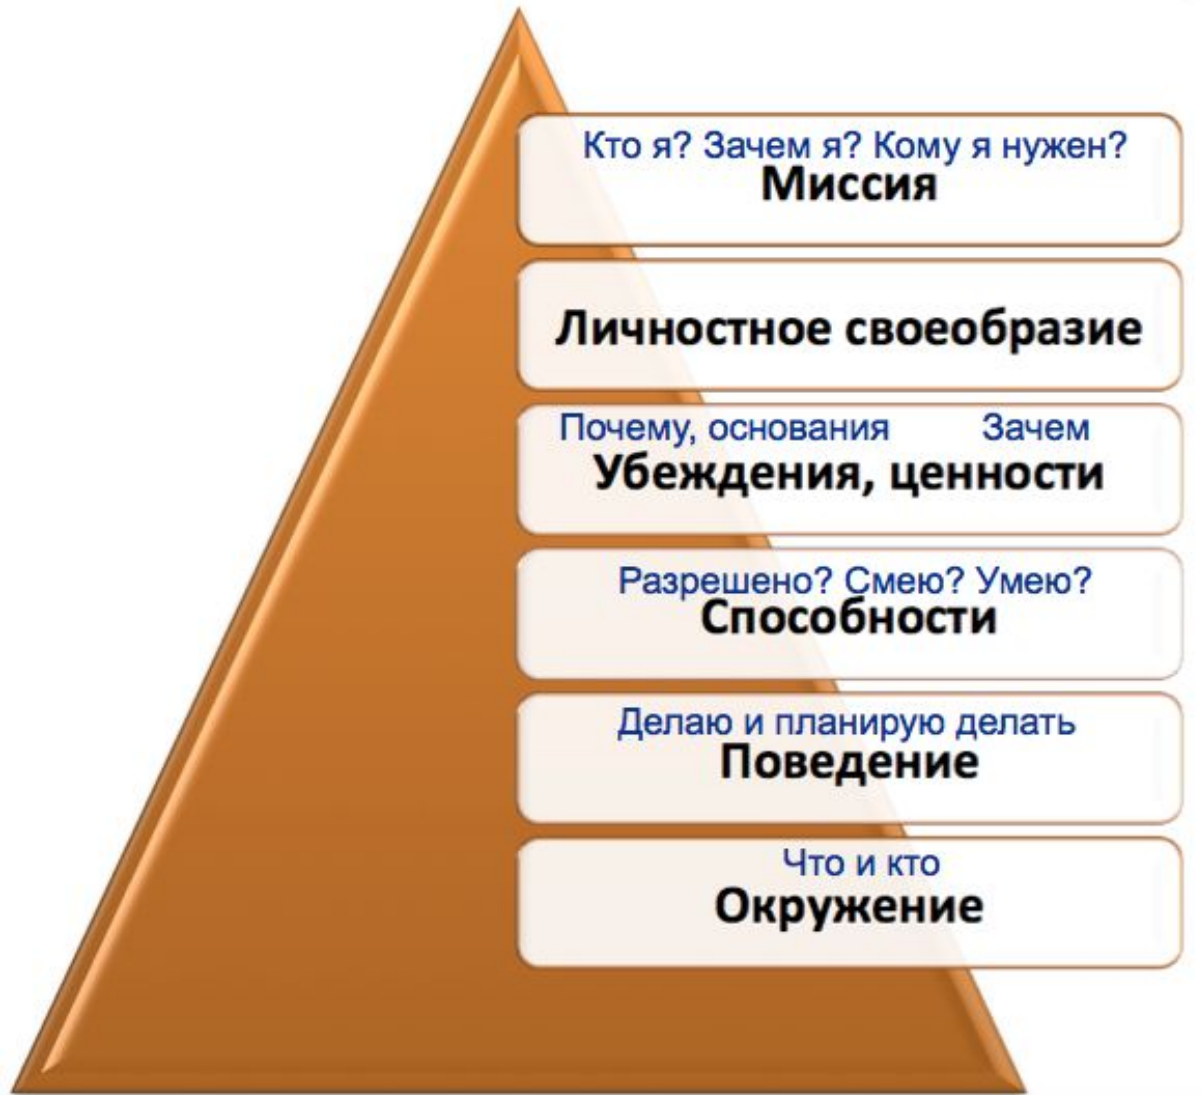 Кто я? Зачем я? Кому я нужен?
Миссия
Личностное своеобразие
Почему, основания Зачем
Убеждения, ценности
Разрешено? Смею? Умею?
Способности
Делаю и планирую делать
Поведение
Что и кто
Окружение